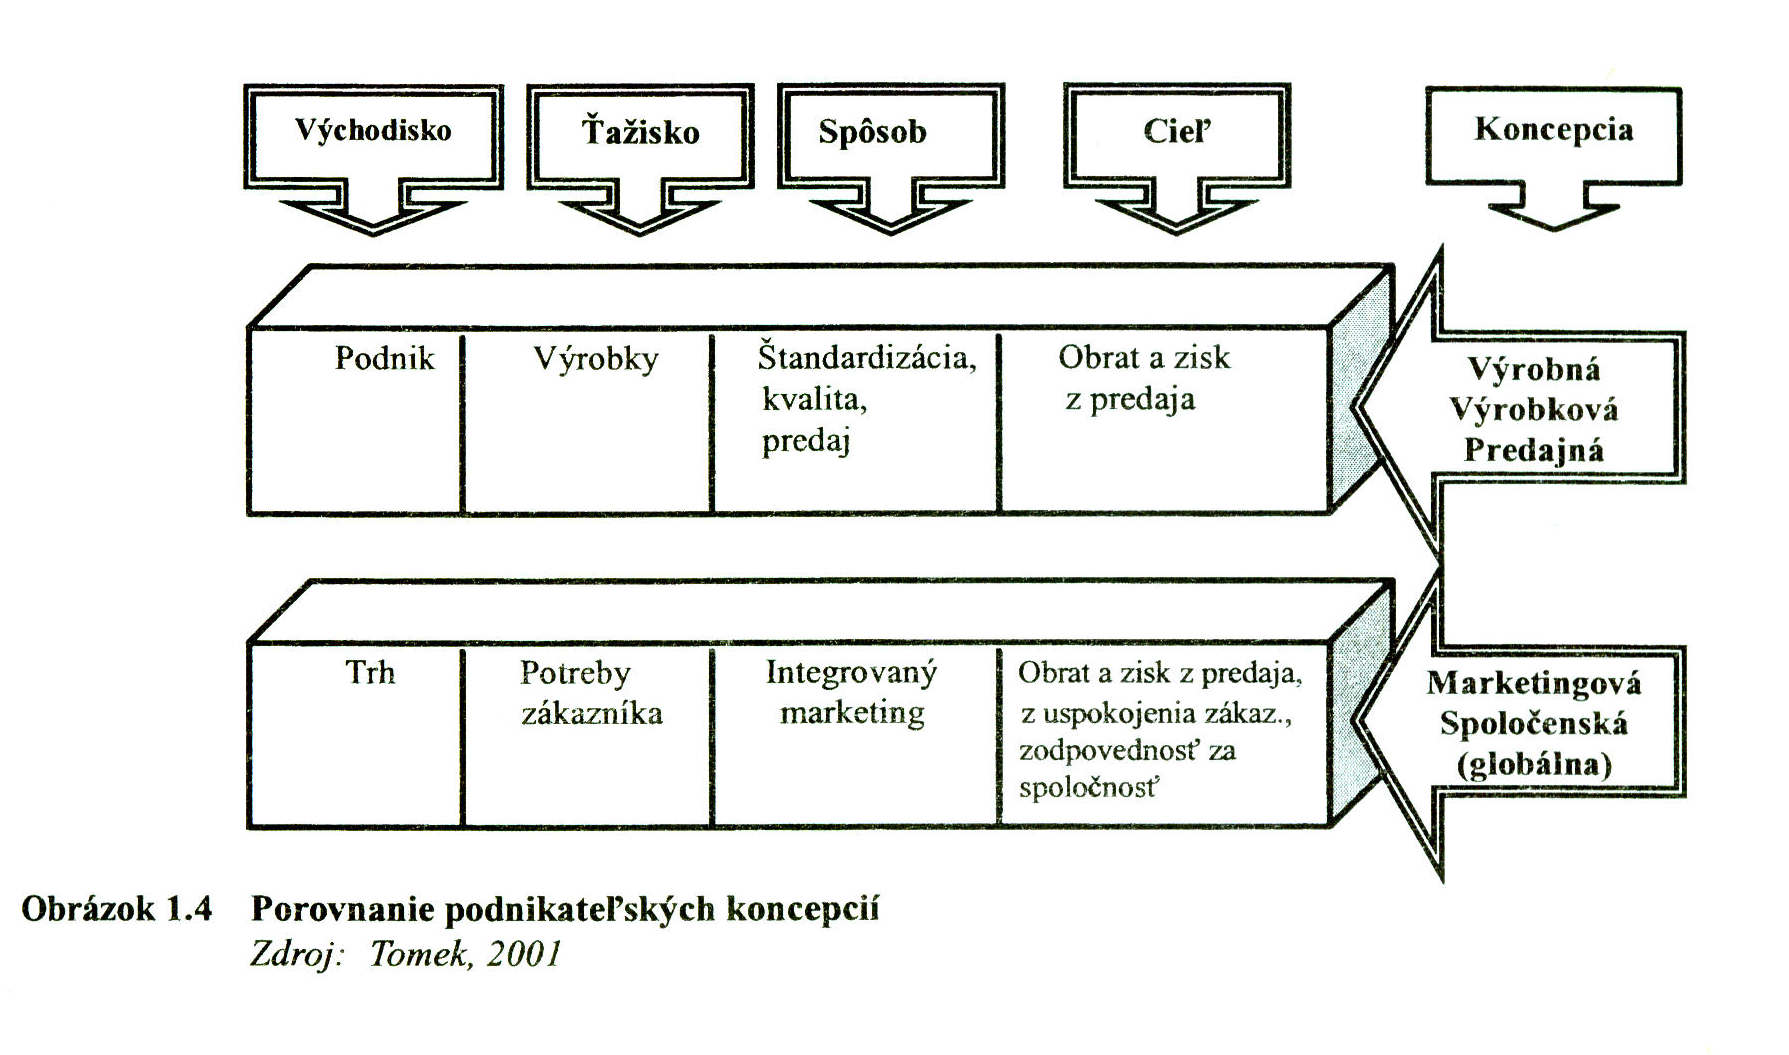 Východisko
Ťažisko
Spôsob
Cieľ
Koncepcia
Podnik
Výrobky
Štandardizácia,
kvalita,
predaj
Obrat a zisk
z predaja
Výrobná
Výrobková
Predajná
Trh
Potreby
zákazníka
Integrovaný
marketing
Obrat a zisk z predaja,
z uspokojenia zákaz.,
zodpovednosť za
spoločnosť
Marketingová
Spoločenská
(globálna)
Obrázok 1.4 Porovnanie podnikateľských koncepcií
Zdroj: Tomek, 2001